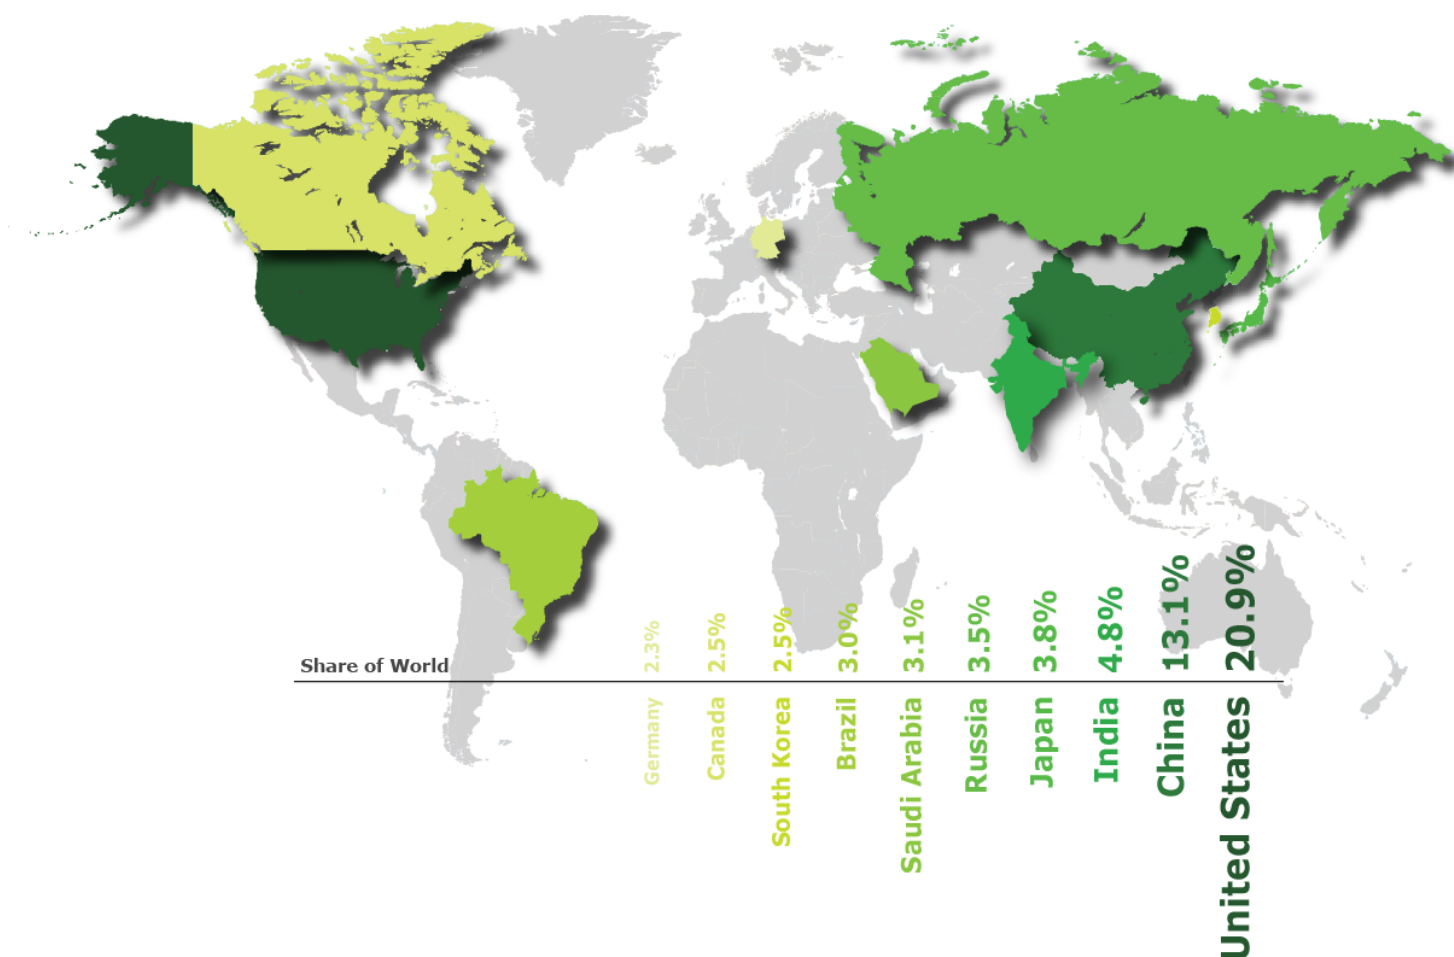 Share of World
2.3%
2.5%
2.5%
3.0%
3.1%
3.5%
3.8%
4.8%
13.1%
20.9%
Germany
Canada
South Korea
Brazil
Saudi Arabia
Russia
Japan
India
China
United States